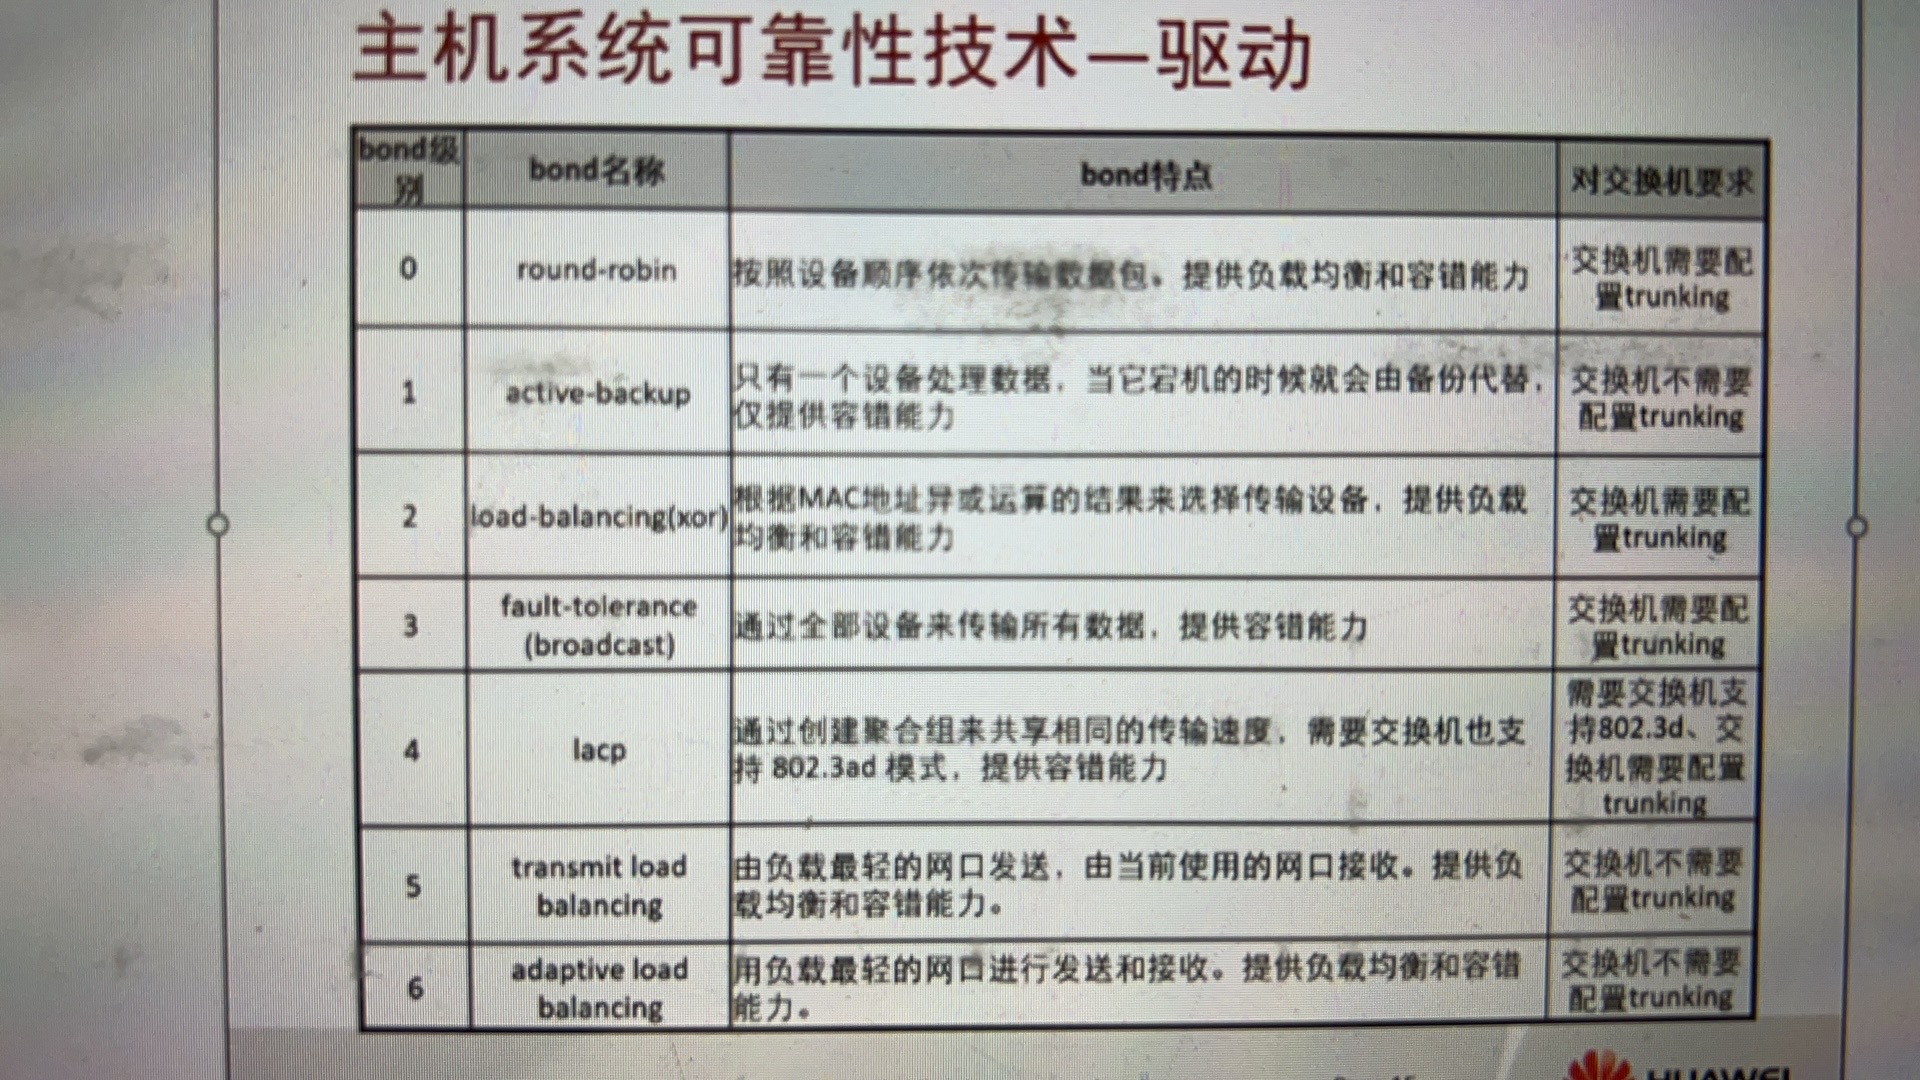 主机系统可靠性技术—驱动
bond级
别
bond名称
bond特点
对交换机要求
0
round-robin
按照设备顺序依次传输数据包。提供负载均衡和容错能力
交换机需要配
置trunking
1
active-backup
只有一个设备处理数据，当它宕机的时候就会由备份代替，
仅提供容错能力
交换机不需要
配置trunking
2
load-balancing(xor)
根据MAC地址异或运算的结果来选择传输设备，提供负载
均衡和容错能力
交换机需要配
置trunking
3
fault-tolerance
(broadcast)
通过全部设备来传输所有数据，提供容错能力
交换机需要配
置trunking
4
lacp
通过创建聚合组来共享相同的传输速度，需要交换机也支
持 802.3ad 模式，提供容错能力
需要交换机支
持802.3d、交
换机需要配置
trunking
5
transmit load
balancing
由负载最轻的网口发送，由当前使用的网口接收。提供负
载均衡和容错能力。
交换机不需要
配置trunking
6
adaptive load
balancing
用负载最轻的网口进行发送和接收。提供负载均衡和容错
能力。
交换机不需要
配置trunking
HUAWEI